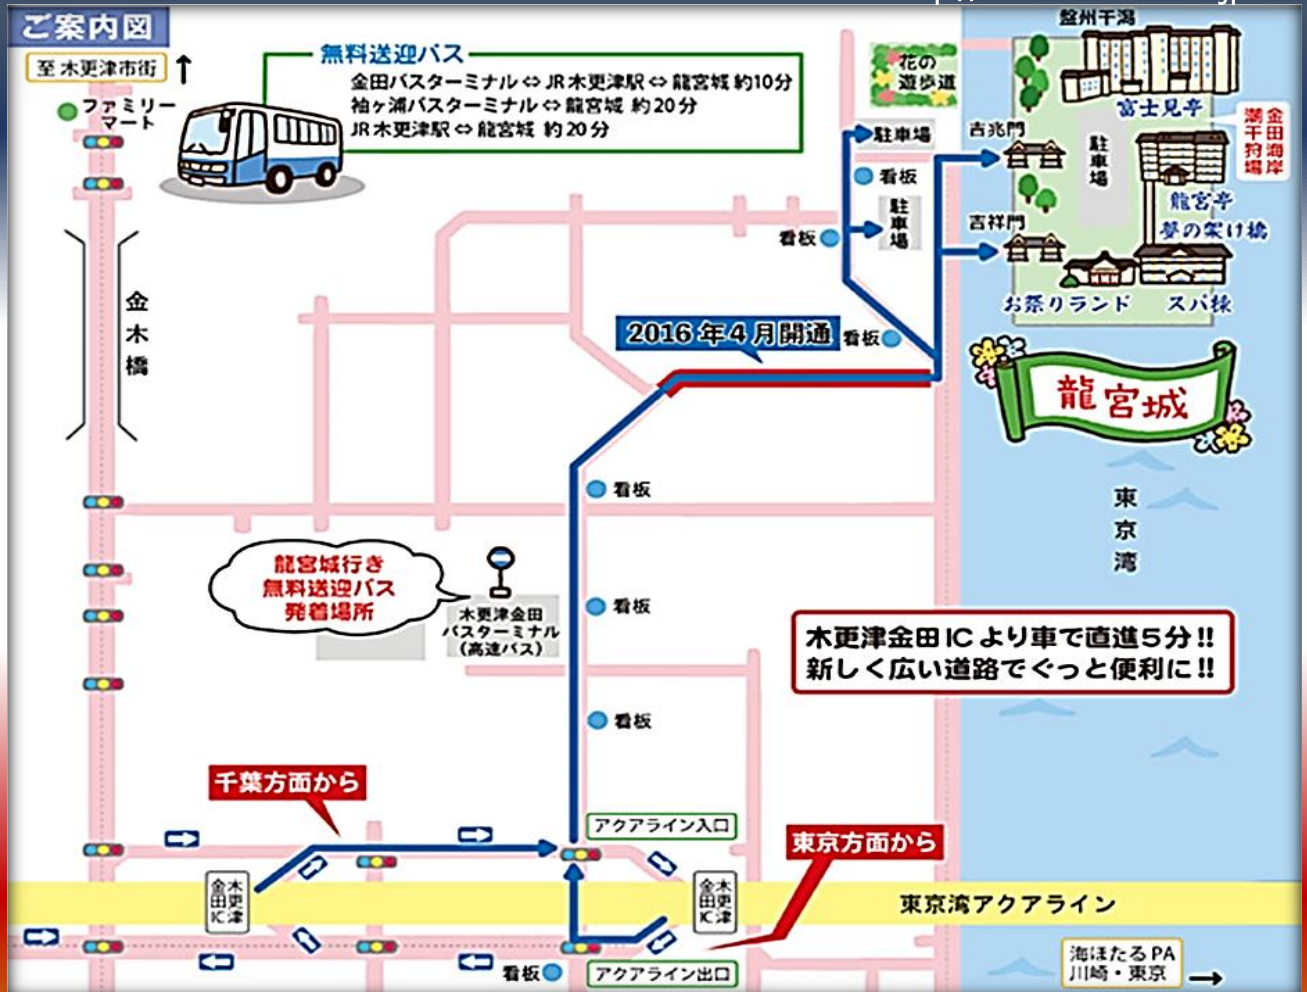 ご案内図
至 木更津市街
ファミリー
マート
無料送迎バス
金田バスターミナル ⇔ JR木更津駅 ⇔ 龍宮城 約10分
袖ヶ浦バスターミナル ⇔ 龍宮城 約20分
JR木更津駅 ⇔ 龍宮城 約20分
花の
遊歩道
盤州干潟
富士見亭
金田海岸
潮干狩場
駐車場
吉兆門
駐車場
看板
龍宮亭
駐車場
吉祥門
夢の架け橋
看板
お祭りランド
スパ棟
金木橋
2016年4月開通
看板
龍宮城
看板
東京湾
龍宮城行き
無料送迎バス
発着場所
木更津金田
バスターミナル
(高速バス)
看板
木更津金田ICより車で直進5分!!
新しく広い道路でぐっと便利に!!
看板
千葉方面から
アクアライン入口
東京方面から
木更津
金田IC
木更津
金田IC
東京湾アクアライン
看板
アクアライン出口
海ほたるPA
川崎・東京